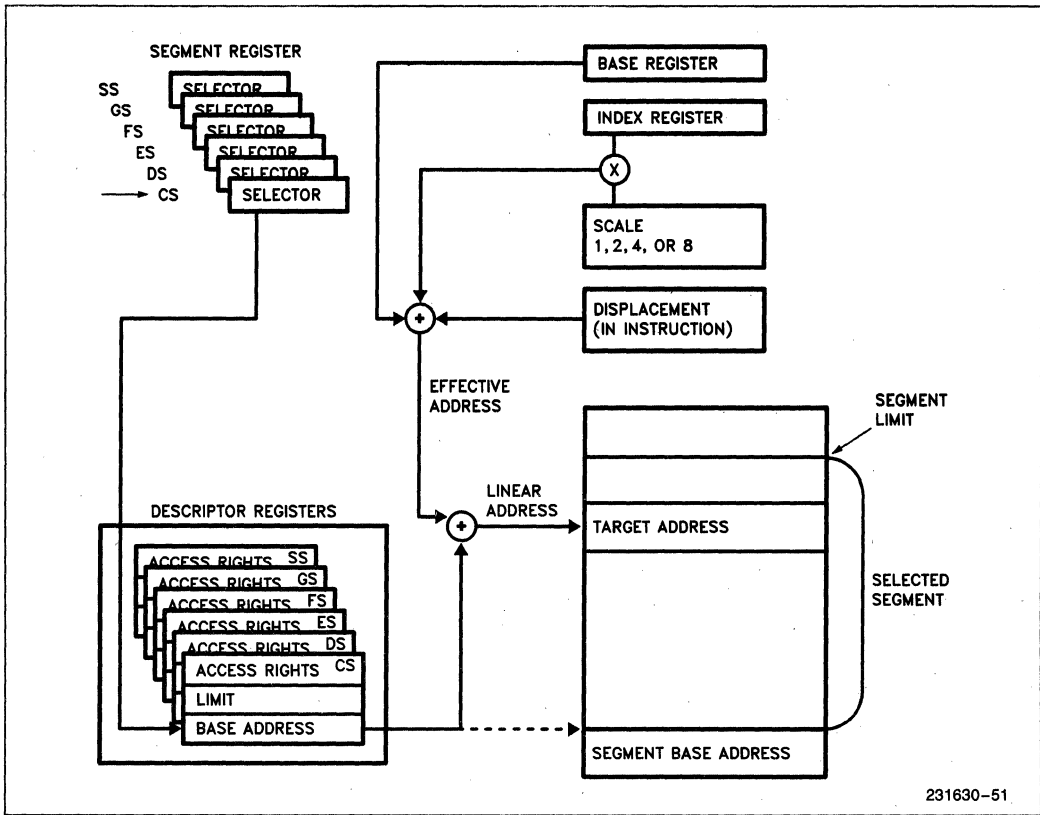 SEGMENT REGISTER
SS
SELECTOR
GS
SELECTOR
FS
SELECTOR
ES
SELECTOR
DS
SELECTOR
CS
SELECTOR
BASE REGISTER
INDEX REGISTER
X
SCALE
1, 2, 4, OR 8
+
DISPLACEMENT
(IN INSTRUCTION)
EFFECTIVE
ADDRESS
SEGMENT
LIMIT
LINEAR
ADDRESS
+
TARGET ADDRESS
SELECTED
SEGMENT
DESCRIPTOR REGISTERS
ACCESS RIGHTS SS
ACCESS RIGHTS GS
ACCESS RIGHTS FS
ACCESS RIGHTS ES
ACCESS RIGHTS DS
ACCESS RIGHTS CS
LIMIT
BASE ADDRESS
SEGMENT BASE ADDRESS
231630-51